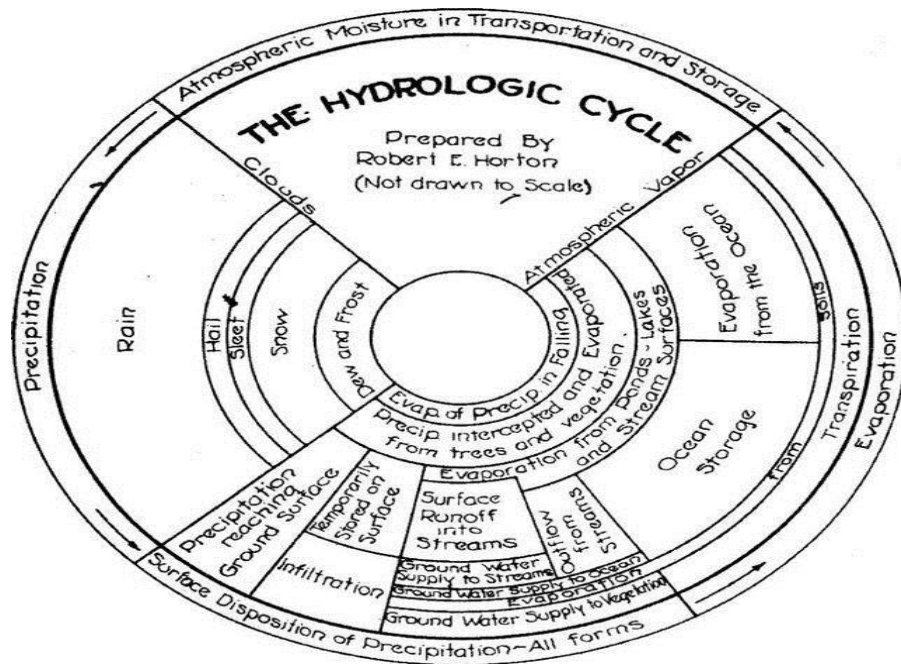 Atmospheric Moisture in Transportation and Storage
THE HYDROLOGIC CYCLE
Prepared By
Robert E. Horton
(Not drawn to Scale)
Clouds
Atmospheric Vapor
Precipitation
Rain
Hail
Sleet
Snow
Dew and Frost
Evap. of Precip. in Falling
Precip. intercepted and Evaporated
from trees and vegetation.
Evaporation from Ponds-Lakes
and Stream Surfaces
Evaporation
from the Ocean
Ocean
Storage
Evaporation from Soils
Transpiration
Evaporation
Precipitation
reaching
Ground Surface
Temporarily
Stored on
Surface
Infiltration
Surface
Runoff
into
Streams
Outflow
from
Streams
Ground Water
Supply to Streams
Ground Water Supply to Ocean
Ground Water Supply to Vegetation
Surface Disposition of Precipitation-All forms